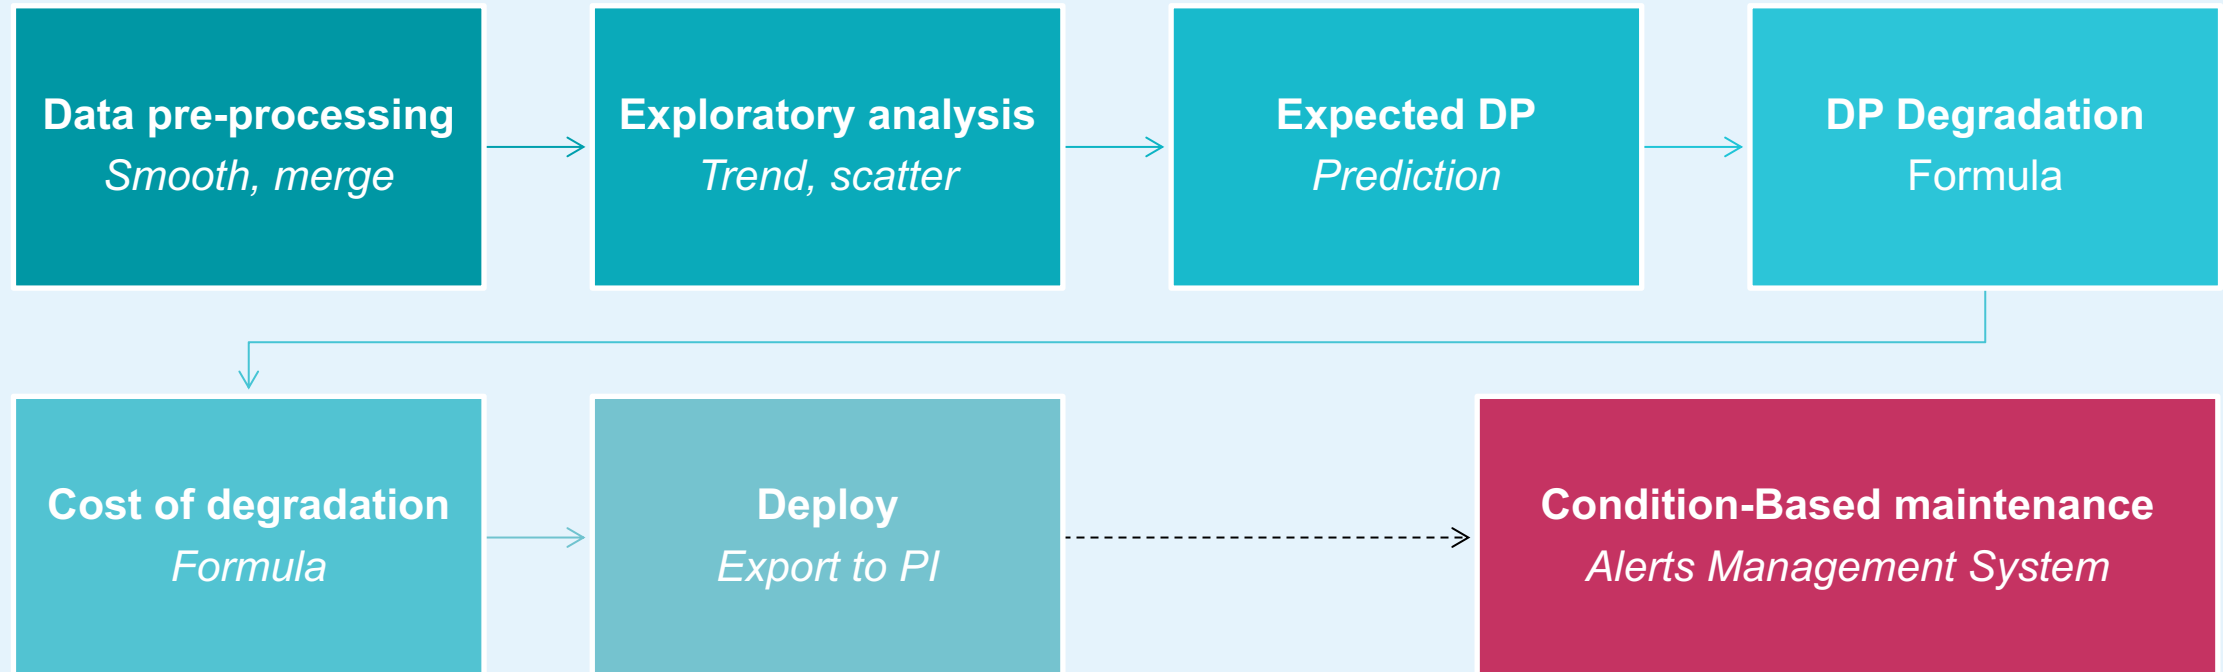 Data pre-processing
Smooth, merge
Exploratory analysis
Trend, scatter
Expected DP
Prediction
DP Degradation
Formula
Cost of degradation
Formula
Deploy
Export to PI
Condition-Based maintenance
Alerts Management System